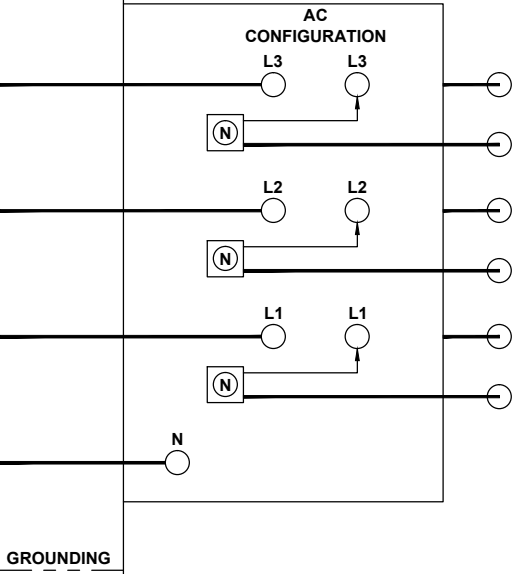 AC
CONFIGURATION
L3 L3
N
L2 L2
N
L1 L1
N
N
GROUNDING